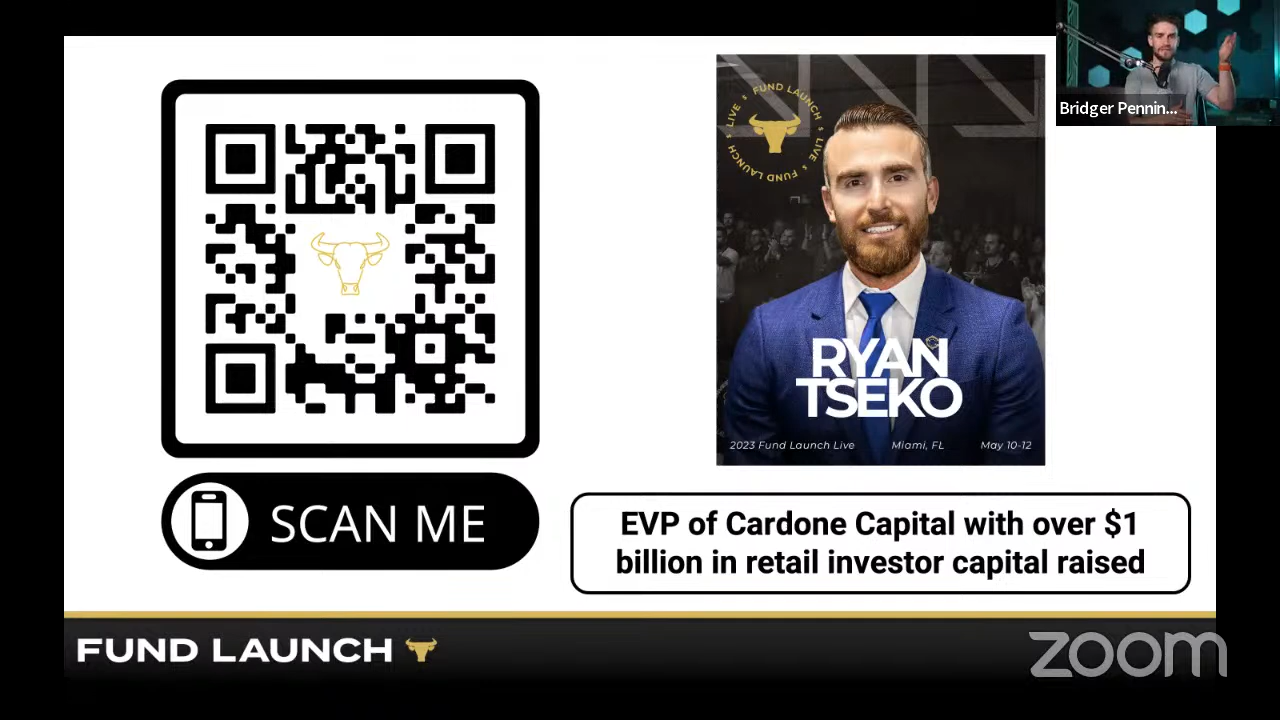 Bridger Pennin...
FUND LAUNCH $ LIVE $ FUND LAUNCH $ LIVE $
RYAN
TSEKO
2023 Fund Launch Live
Miami, FL
May 10-12
SCAN ME
EVP of Cardone Capital with over $1
billion in retail investor capital raised
FUND LAUNCH
zoom